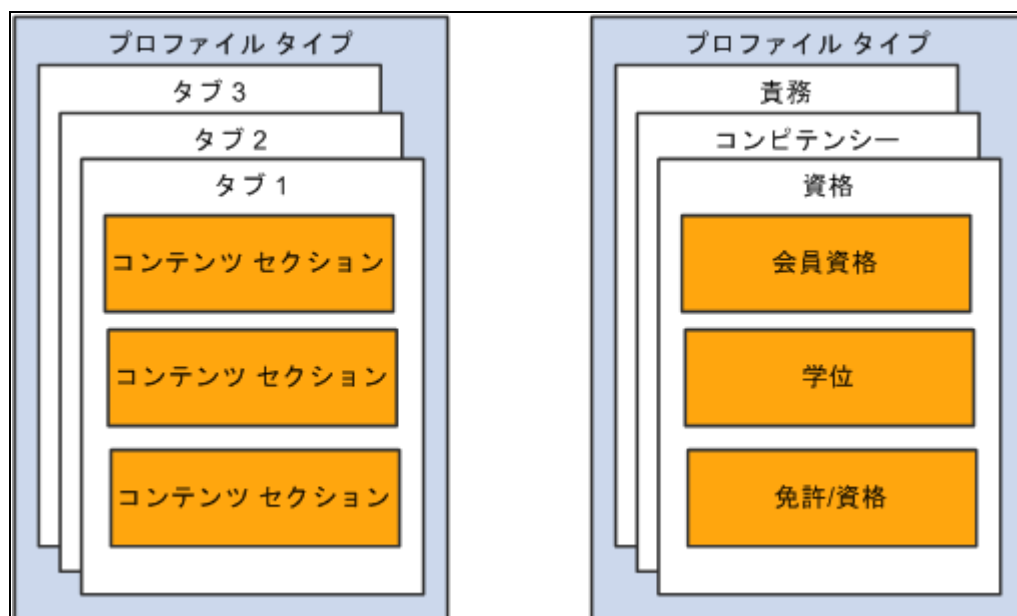 プロファイル タイプ
タブ 3
タブ 2
タブ 1
コンテンツ セクション
コンテンツ セクション
コンテンツ セクション
プロファイル タイプ
責務
コンピテンシー
資格
会員資格
学位
免許/資格